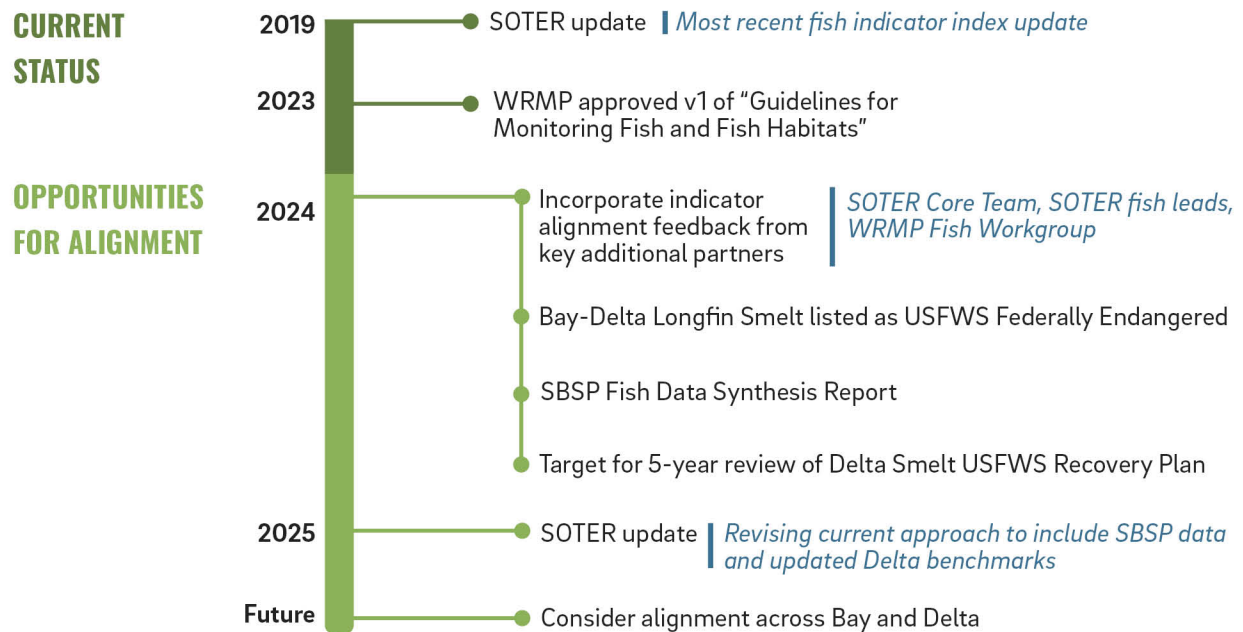 CURRENT
STATUS
2019
SOTER update
Most recent fish indicator index update
2023
WRMP approved v1 of “Guidelines for
Monitoring Fish and Fish Habitats”
OPPORTUNITIES
FOR ALIGNMENT
2024
Incorporate indicator
alignment feedback from
key additional partners
SOTER Core Team, SOTER fish leads,
WRMP Fish Workgroup
Bay-Delta Longfin Smelt listed as USFWS Federally Endangered
SBSP Fish Data Synthesis Report
Target for 5-year review of Delta Smelt USFWS Recovery Plan
2025
SOTER update
Revising current approach to include SBSP data
and updated Delta benchmarks
Future
Consider alignment across Bay and Delta